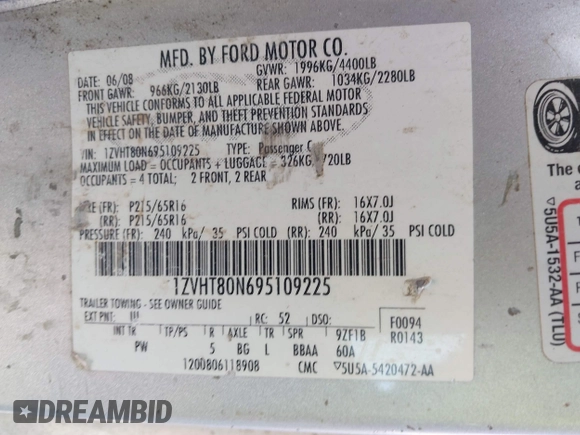 MFD. BY FORD MOTOR CO.
DATE: 06/08 GVWR: 1996KG/4400LB
FRONT GAWR: 966KG/2130LB REAR GAWR: 1034KG/2280LB
THIS VEHICLE CONFORMS TO ALL APPLICABLE FEDERAL MOTOR
VEHICLE SAFETY, BUMPER, AND THEFT PREVENTION STANDARDS
IN EFFECT ON THE DATE OF MANUFACTURE SHOWN ABOVE.
VIN: 1ZVHT80N695109225 TYPE: Passenger C
MAXIMUM LOAD = OCCUPANTS + LUGGAGE = 326KG /20LB
OCCUPANTS = 4 TOTAL; 2 FRONT, 2 REAR
(FR): P215/65R16 RIMS (FR): 16X7.0J
(RR): P215/65R16 (RR): 16X7.0J
PRESSURE (FR): 240 kPa/ 35 PSI COLD (RR): 240 kPa/ 35 PSI COLD
1ZVHT80N695109225
TRAILER TOWING - SEE OWNER GUIDE
EXT PNT: RC: 52 DSO: F0094
INT TR TP/PS R AXLE TR SPR 9ZF1B R0143
PW 5 BG L BBAA 60A
1200806118908 CMC ▽5U5A-5420472-AA
The
▽5U5A-1532-AA (TL0)
DREAMBID
DREAMBID